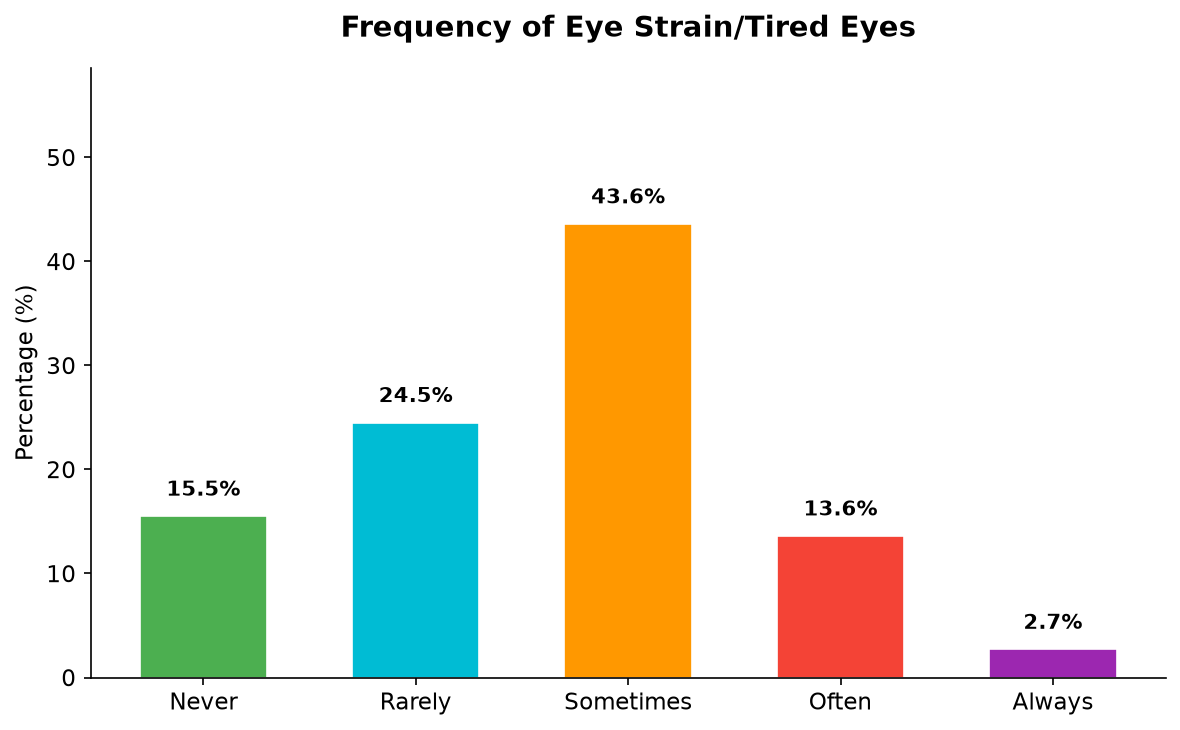 Frequency of Eye Strain/Tired Eyes
Percentage (%)
50
40
30
20
10
0
15.5%
24.5%
43.6%
13.6%
2.7%
Never
Rarely
Sometimes
Often
Always